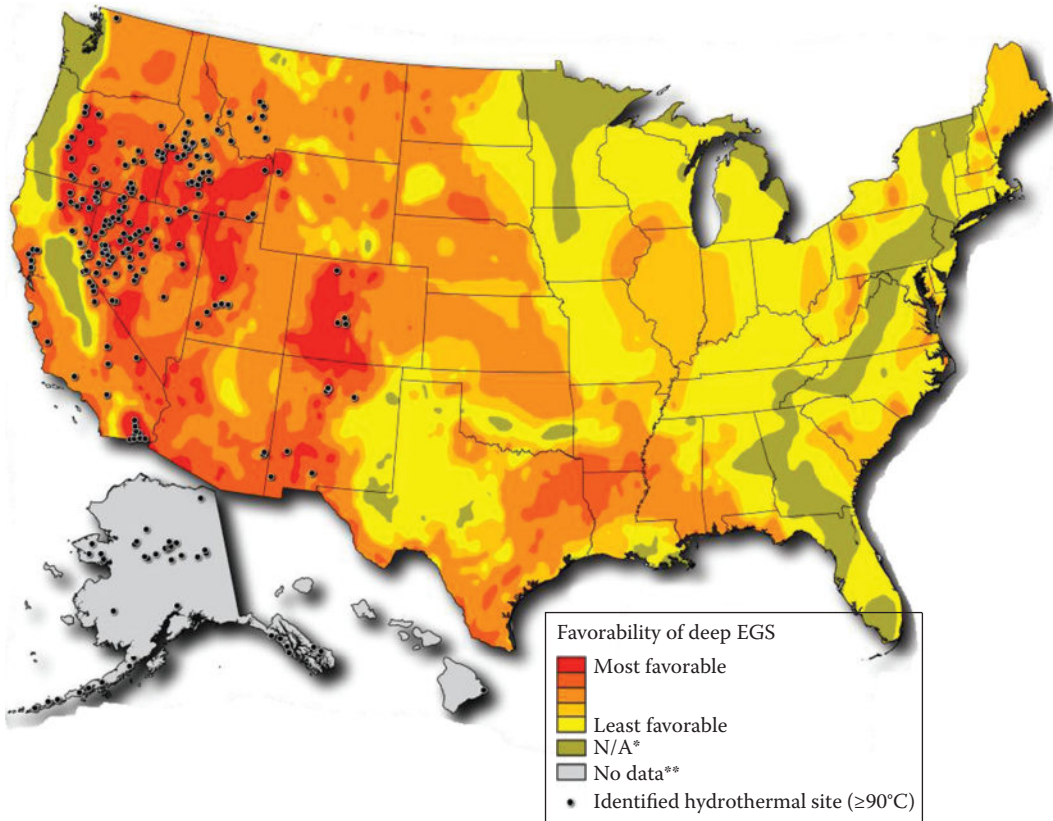 Favorability of deep EGS
Most favorable
Least favorable
N/A*
No data**
Identified hydrothermal site (≥90°C)